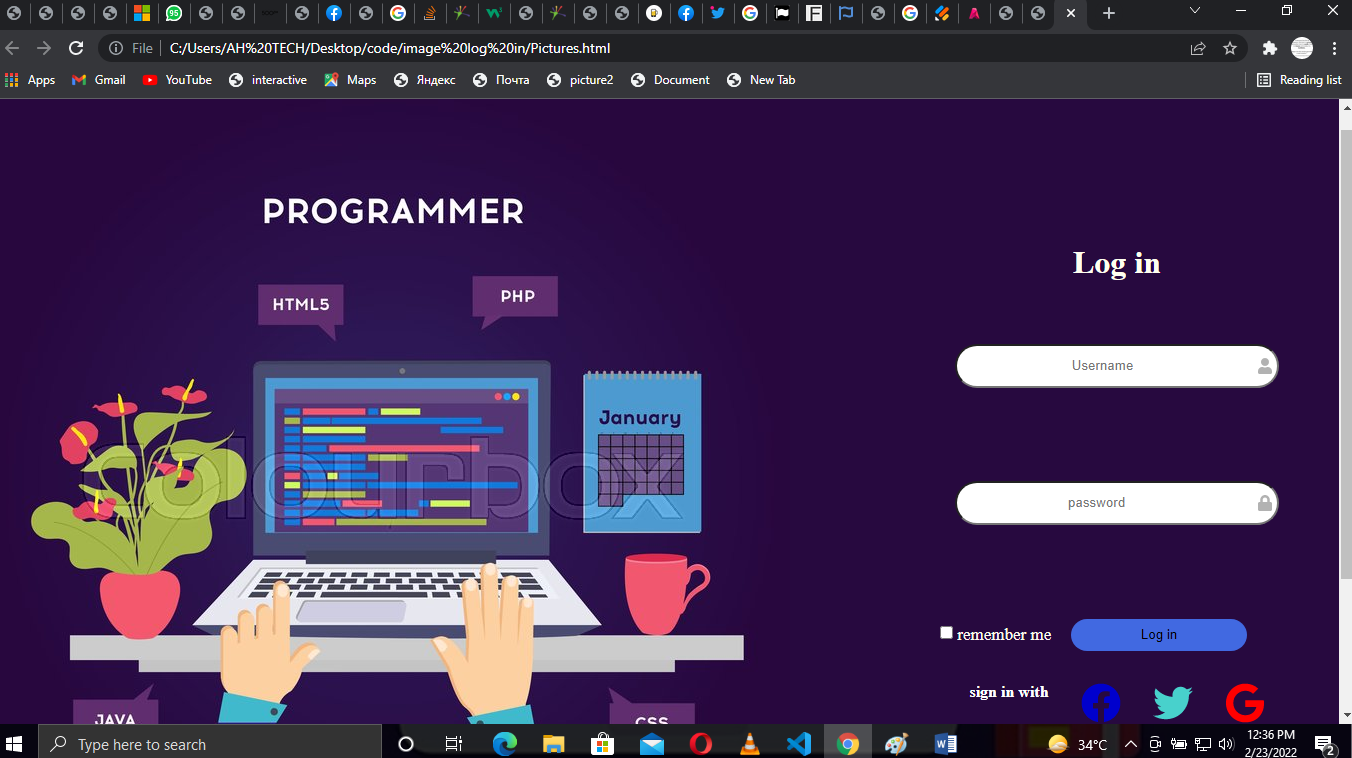 95
File
C:/Users/AH%20TECH/Desktop/code/image%20log%20in/Pictures.html
Apps
Gmail
YouTube
interactive
Maps
Яндекс
Почта
picture2
Document
New Tab
Reading list
PROGRAMMER
HTML5
PHP
January
colourbox
JAVA
CSS
Log in
Username
password
remember me
Log in
sign in with
Type here to search
34°C
12:36 PM
2/23/2022
2